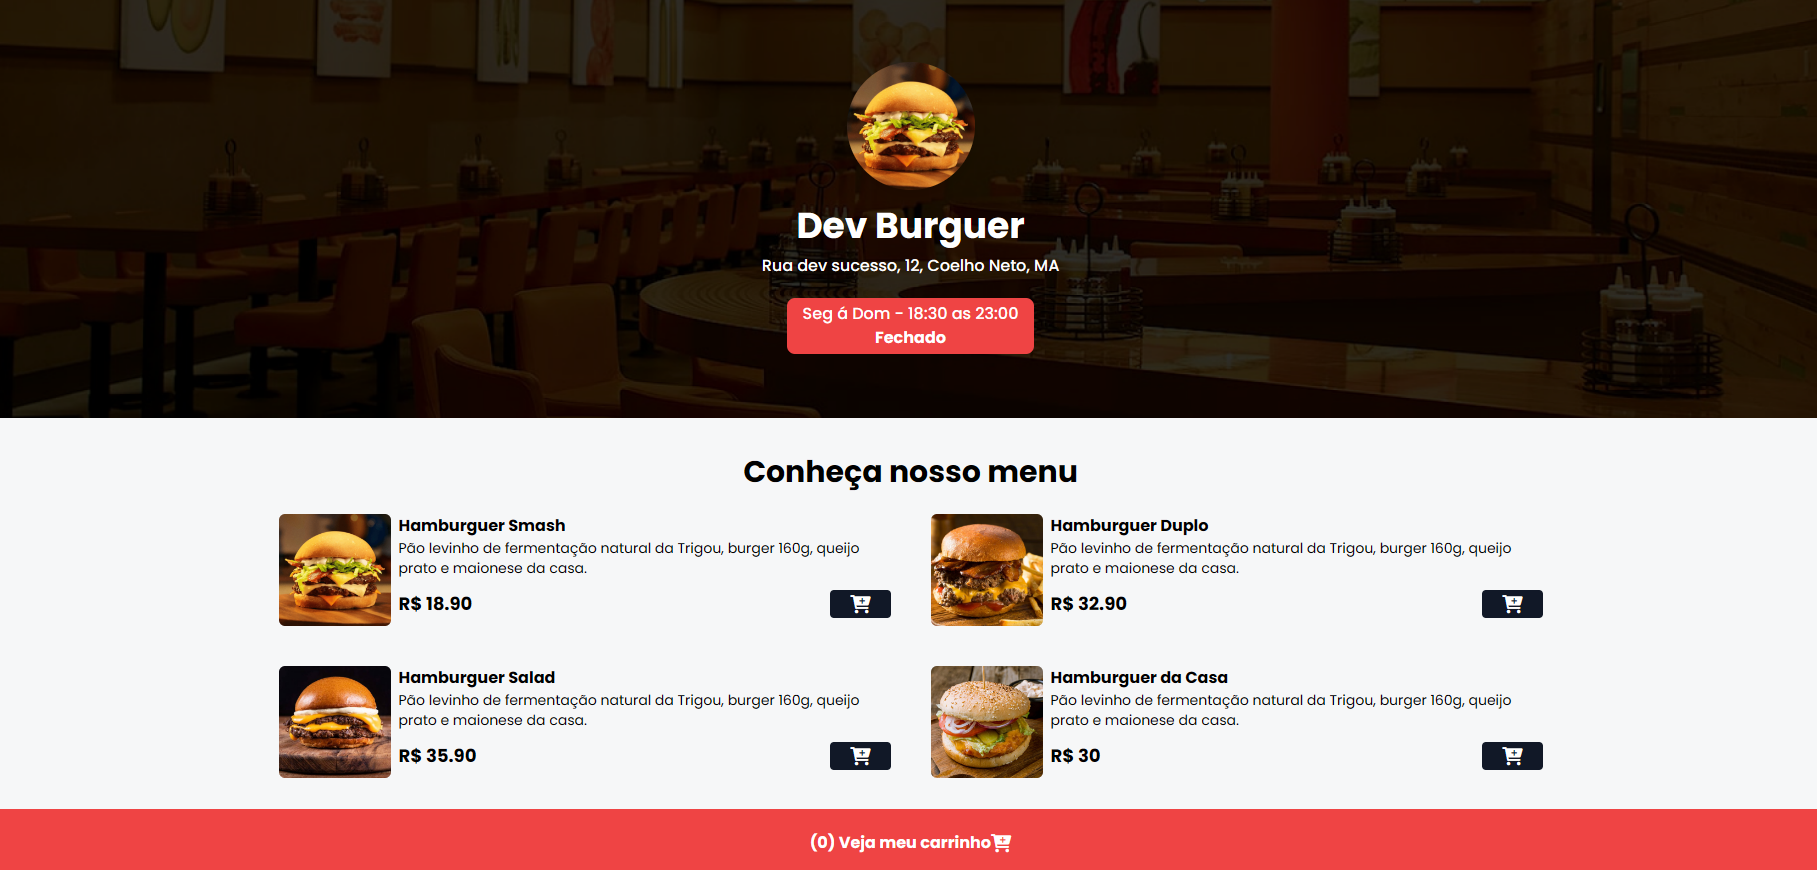 Dev Burguer
Rua dev sucesso, 12, Coelho Neto, MA
Seg á Dom - 18:30 as 23:00
Fechado
Conheça nosso menu
Hamburguer Smash
Pão levinho de fermentação natural da Trigou, burger 160g, queijo
prato e maionese da casa.
R$ 18.90
Hamburguer Duplo
Pão levinho de fermentação natural da Trigou, burger 160g, queijo
prato e maionese da casa.
R$ 32.90
Hamburguer Salad
Pão levinho de fermentação natural da Trigou, burger 160g, queijo
prato e maionese da casa.
R$ 35.90
Hamburguer da Casa
Pão levinho de fermentação natural da Trigou, burger 160g, queijo
prato e maionese da casa.
R$ 30
(0) Veja meu carrinho